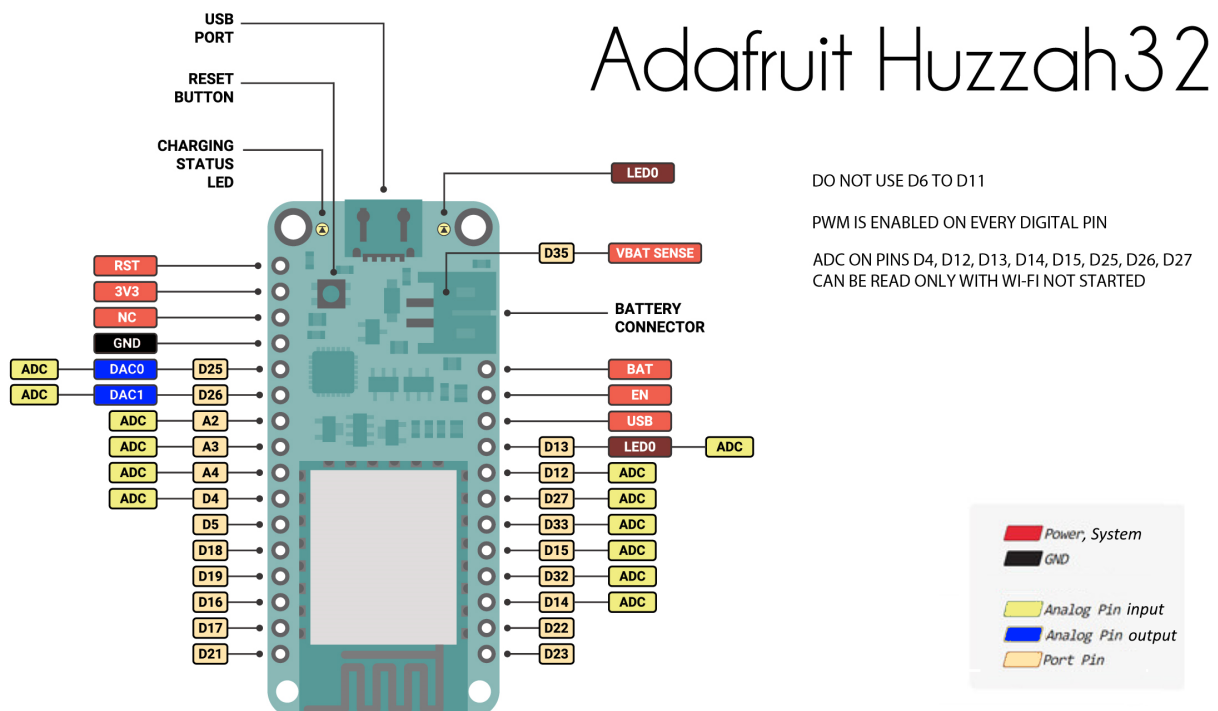 Adafruit Huzzah32
USB
PORT
RESET
BUTTON
CHARGING
STATUS
LED
LED0
DO NOT USE D6 TO D11
PWM IS ENABLED ON EVERY DIGITAL PIN
ADC ON PINS D4, D12, D13, D14, D15, D25, D26, D27
CAN BE READ ONLY WITH WI-FI NOT STARTED
D35 VBAT SENSE
BATTERY
CONNECTOR
RST
3V3
NC
GND
ADC DAC0 D25
ADC DAC1 D26
ADC A2
ADC A3
ADC A4
ADC D4
D5
D18
D19
D16
D17
D21
BAT
EN
USB
D13 LED0 ADC
D12 ADC
D27 ADC
D33 ADC
D15 ADC
D32 ADC
D14 ADC
D22
D23
Power, System
GND
Analog Pin input
Analog Pin output
Port Pin